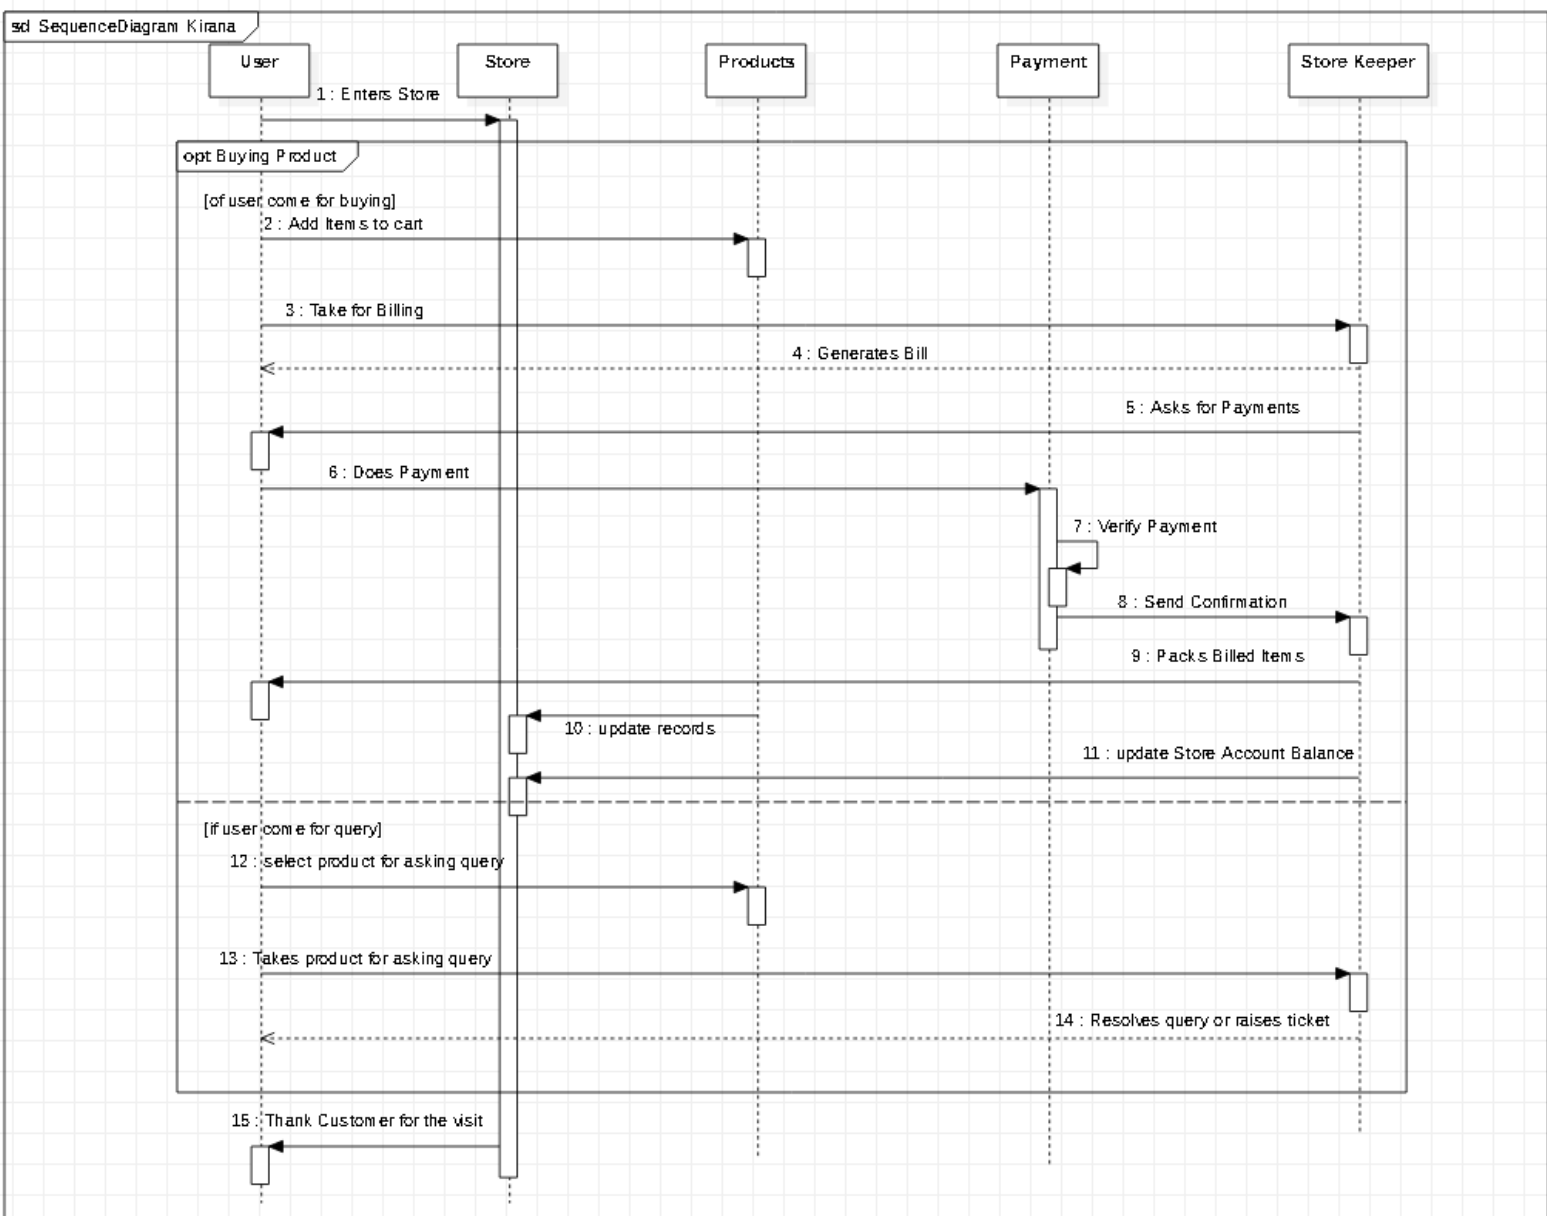 sd SequenceDiagram Kirana
User
Store
Products
Payment
Store Keeper
1 : Enters Store
opt Buying Product
[of user come for buying]
2 : Add Items to cart
3 : Take for Billing
4 : Generates Bill
5 : Asks for Payments
6 : Does Payment
7 : Verify Payment
8 : Send Confirmation
9 : Packs Billed Items
10 : update records
11 : update Store Account Balance
[if user come for query]
12 : select product for asking query
13 : Takes product for asking query
14 : Resolves query or raises ticket
15 : Thank Customer for the visit